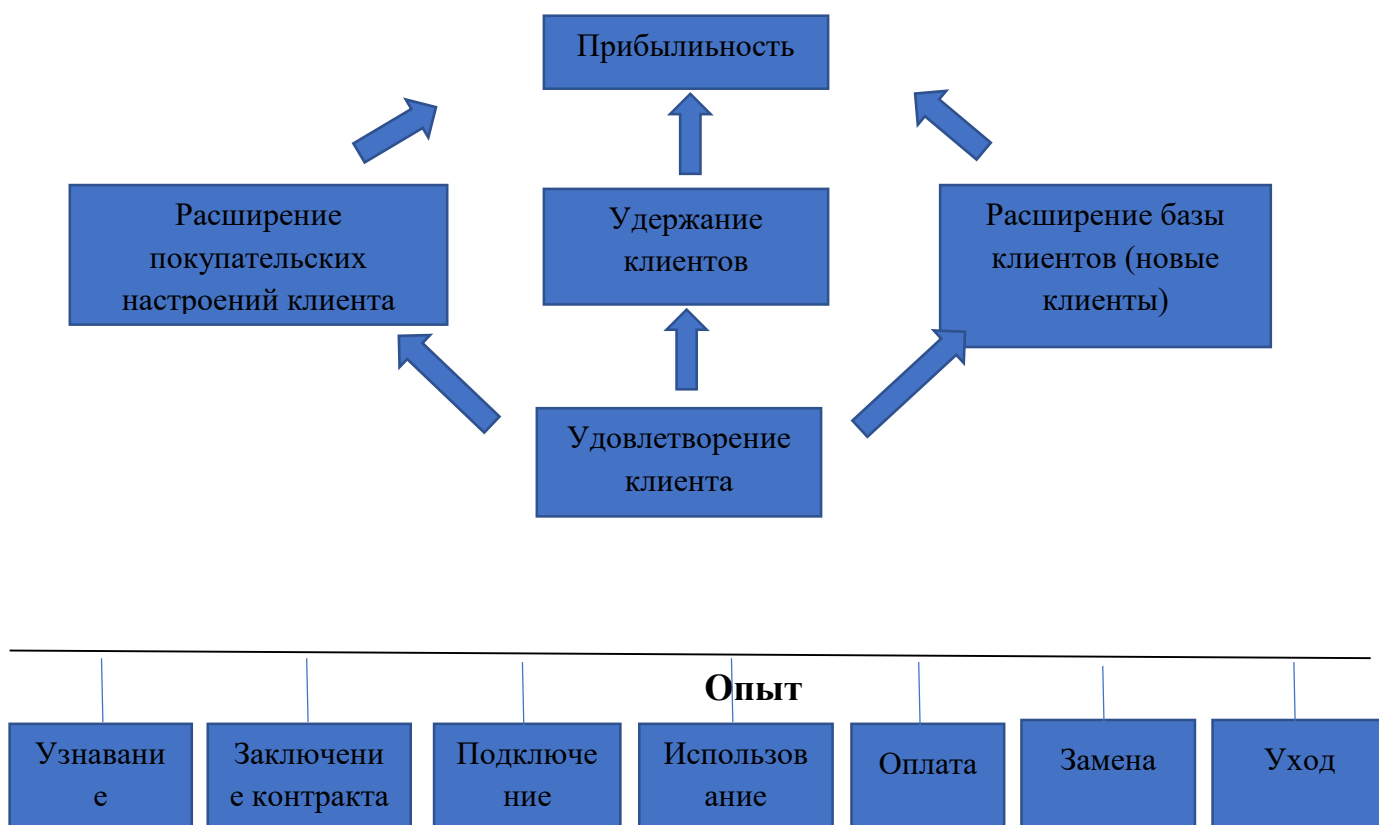 Прибылиьность
Расширение
покупательских
настроений клиента
Удержание
клиентов
Расширение базы
клиентов (новые
клиенты)
Удовлетворение
клиента
Опыт
Узнавани
е
Заключени
е контракта
Подключе
ние
Использов
ание
Оплата
Замена
Уход